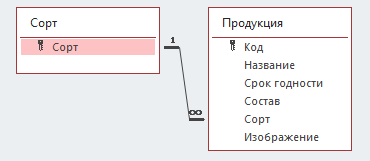 Сорт
Сорт
1
∞
Продукция
Код
Название
Срок годности
Состав
Сорт
Изображение